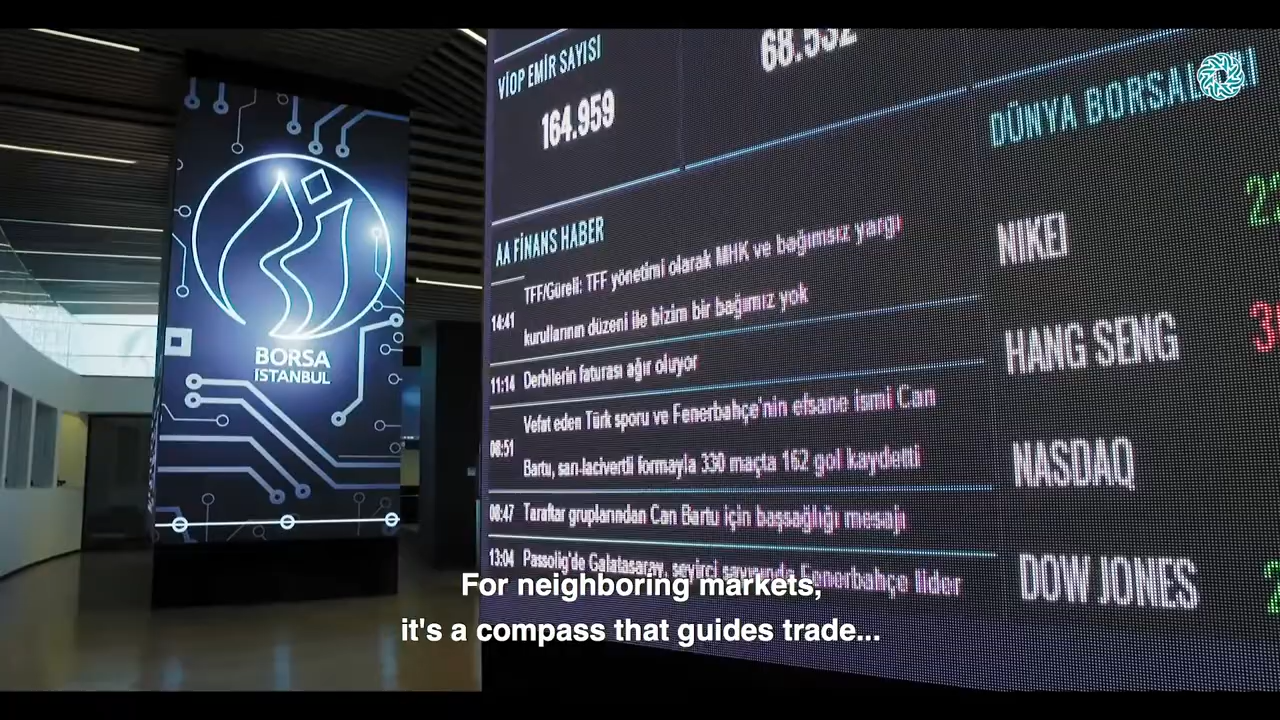 BORSA
İSTANBUL
VİOP EMİR SAYISI
164.959
68.532
AA FİNANS HABER
14:41 TFF/Güreli: TFF yönetimi olarak MHK ve bağımsız yargı
kurullarının düzeni ile bizim bir bağımız yok
11:14 Derbilerin faturası ağır oluyor
08:51 Vefat eden Türk sporu ve Fenerbahçe'nin efsane ismi Can
Bartu, sarı-lacivertli formayla 330 maçta 162 gol kaydetti
08:47 Taraftar gruplarından Can Bartu için başsağlığı mesajı
13:04 Passolig'de Galatasaray, seyirci sayısında Fenerbahçe lider
DÜNYA BORSALARI
NIKEI
HANG SENG
NASDAQ
DOW JONES
For neighboring markets,
it's a compass that guides trade...